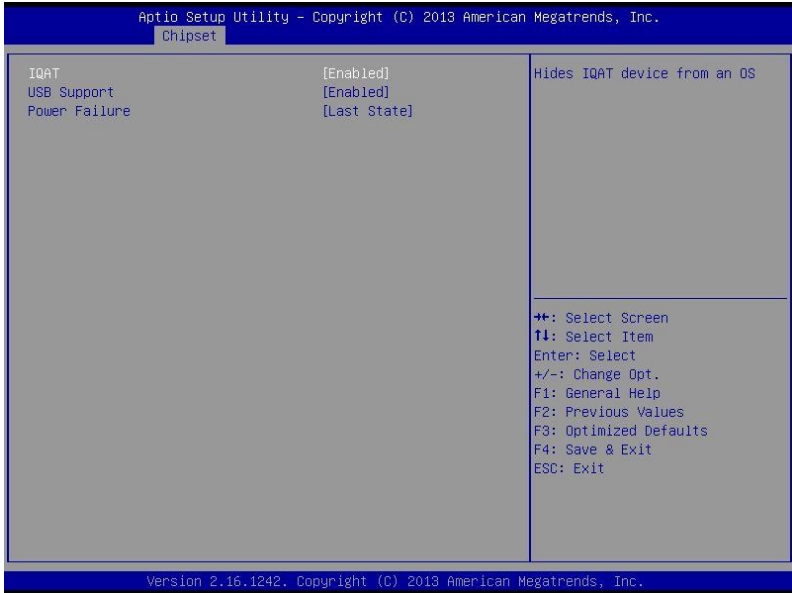 Aptio Setup Utility – Copyright (C) 2013 American Megatrends, Inc.
Chipset
IQAT [Enabled]
USB Support [Enabled]
Power Failure [Last State]
Hides IQAT device from an OS
→←: Select Screen
↑↓: Select Item
Enter: Select
+/-: Change Opt.
F1: General Help
F2: Previous Values
F3: Optimized Defaults
F4: Save & Exit
ESC: Exit
Version 2.16.1242. Copyright (C) 2013 American Megatrends, Inc.